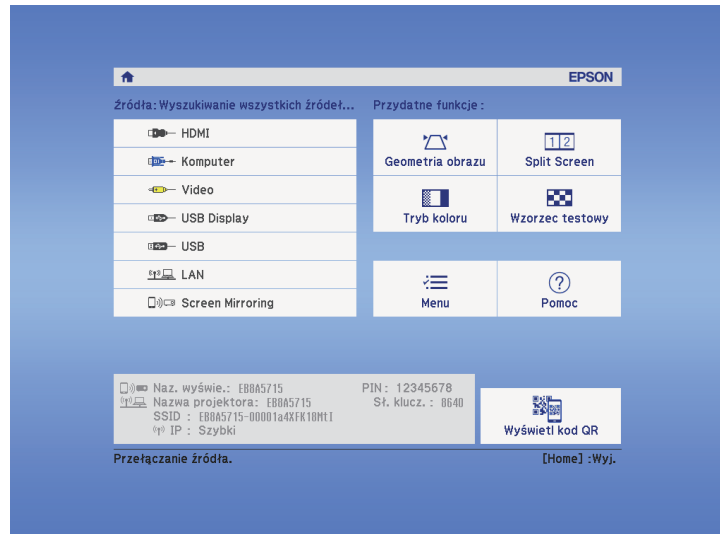 EPSON
Źródła: Wyszukiwanie wszystkich źródeł...
HDMI
Komputer
Video
USB Display
USB
LAN
Screen Mirroring
Przydatne funkcje :
Geometria obrazu
1 2
Split Screen
Tryb koloru
Wzorzec testowy
Menu
?
Pomoc
Naz. wyświe.: EB8A5715
PIN : 12345678
Nazwa projektora: EB8A5715
Sł. klucz. : 8640
SSID : EB8A5715-00001a4XFK18MtI
IP : Szybki
Wyświetl kod QR
Przełączanie źródła.
[Home] :Wyj.